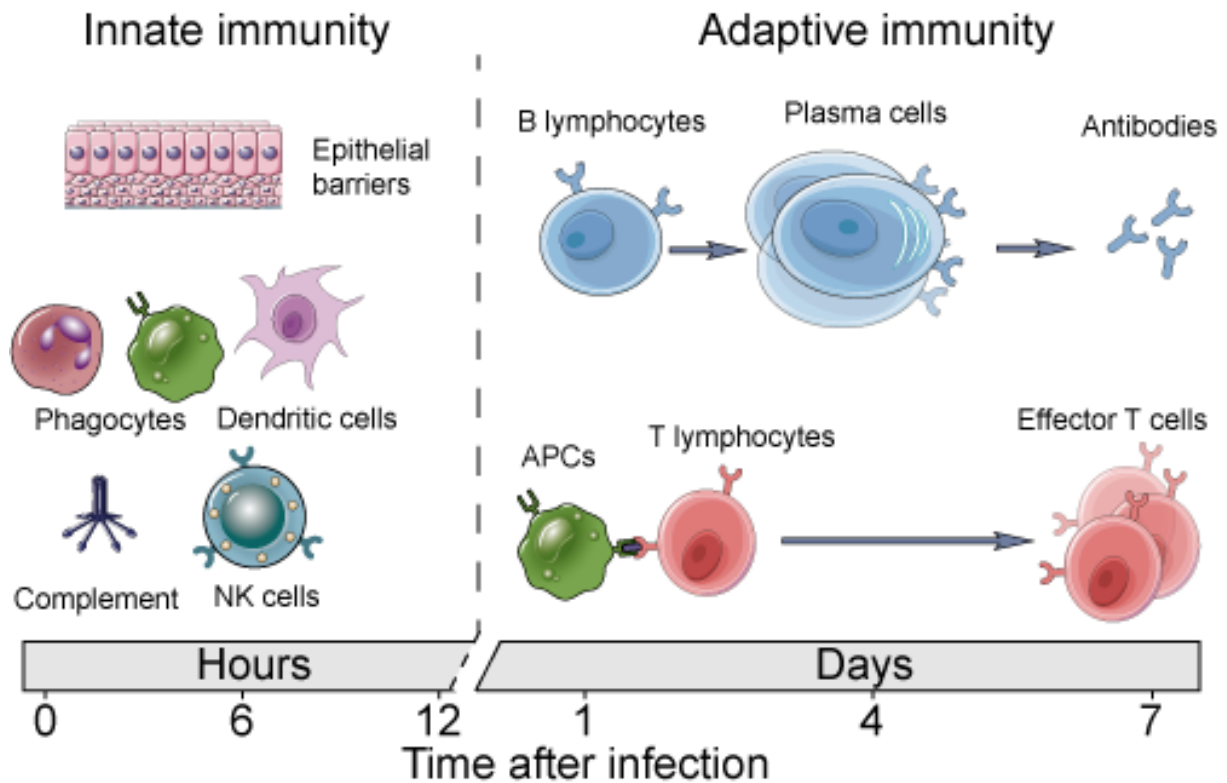 Innate immunity
Adaptive immunity
Epithelial
barriers
B lymphocytes
Plasma cells
Antibodies
Phagocytes
Dendritic cells
APCs
T lymphocytes
Effector T cells
Complement
NK cells
Hours
Days
0
6
12
1
4
7
Time after infection